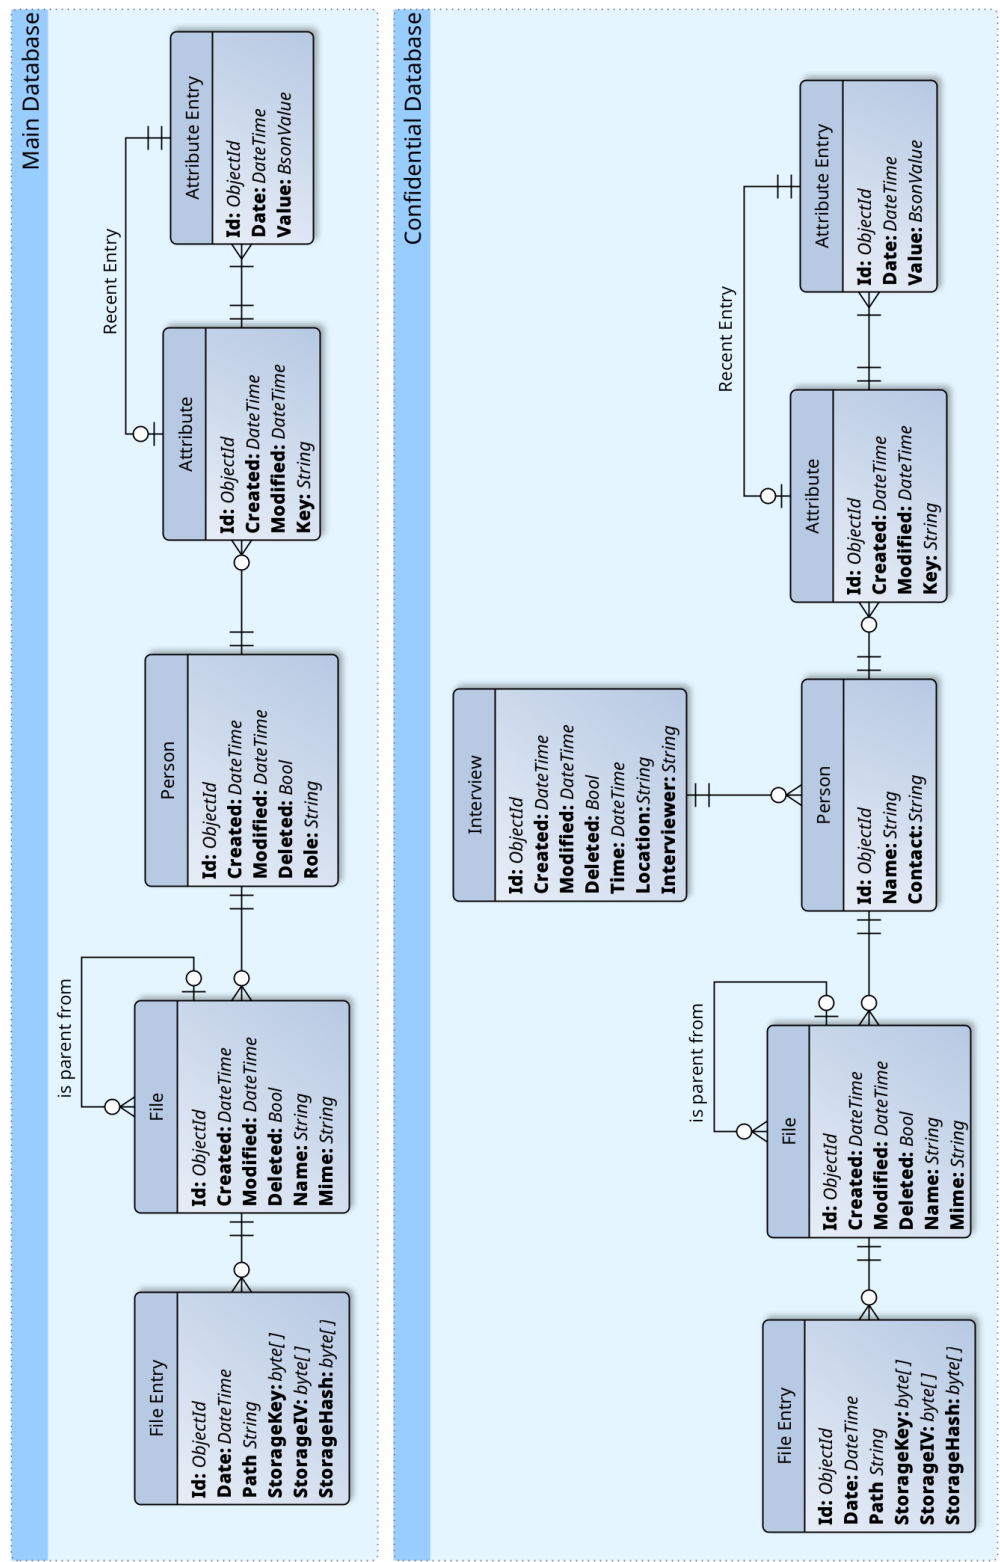 Main Database
File Entry
Id: ObjectId
Date: DateTime
Path String
StorageKey: byte[]
StorageIV: byte[]
StorageHash: byte[]
is parent from
File
Id: ObjectId
Created: DateTime
Modified: DateTime
Deleted: Bool
Name: String
Mime: String
Person
Id: ObjectId
Created: DateTime
Modified: DateTime
Deleted: Bool
Role: String
Recent Entry
Attribute
Id: ObjectId
Created: DateTime
Modified: DateTime
Key: String
Attribute Entry
Id: ObjectId
Date: DateTime
Value: BsonValue
Confidential Database
File Entry
Id: ObjectId
Date: DateTime
Path String
StorageKey: byte[]
StorageIV: byte[]
StorageHash: byte[]
is parent from
File
Id: ObjectId
Created: DateTime
Modified: DateTime
Deleted: Bool
Name: String
Mime: String
Interview
Id: ObjectId
Created: DateTime
Modified: DateTime
Deleted: Bool
Time: DateTime
Location: String
Interviewer: String
Person
Id: ObjectId
Name: String
Contact: String
Recent Entry
Attribute
Id: ObjectId
Created: DateTime
Modified: DateTime
Key: String
Attribute Entry
Id: ObjectId
Date: DateTime
Value: BsonValue